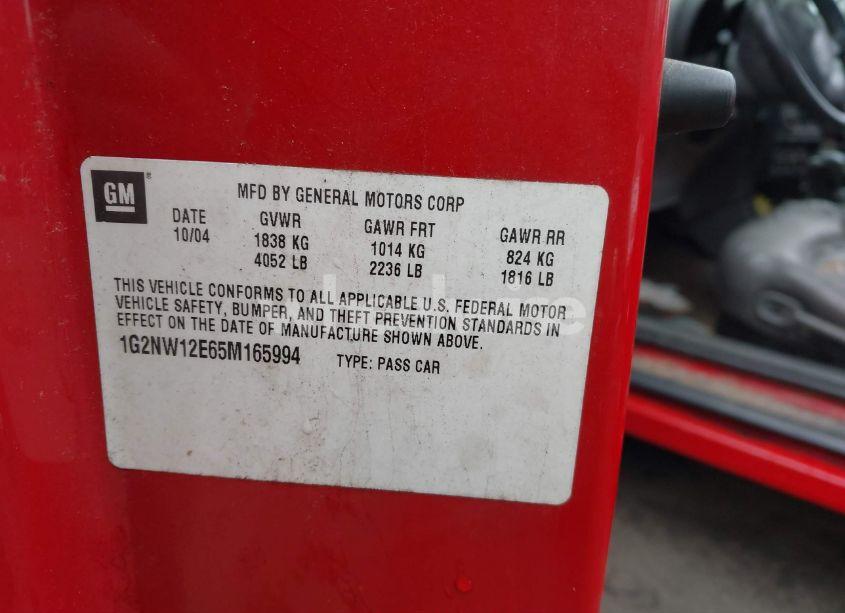 GM
MFD BY GENERAL MOTORS CORP
DATE GVWR GAWR FRT GAWR RR
10/04 1838 KG 1014 KG 824 KG
4052 LB 2236 LB 1816 LB
THIS VEHICLE CONFORMS TO ALL APPLICABLE U.S. FEDERAL MOTOR
VEHICLE SAFETY, BUMPER, AND THEFT PREVENTION STANDARDS IN
EFFECT ON THE DATE OF MANUFACTURE SHOWN ABOVE.
1G2NW12E65M165994 TYPE: PASS CAR